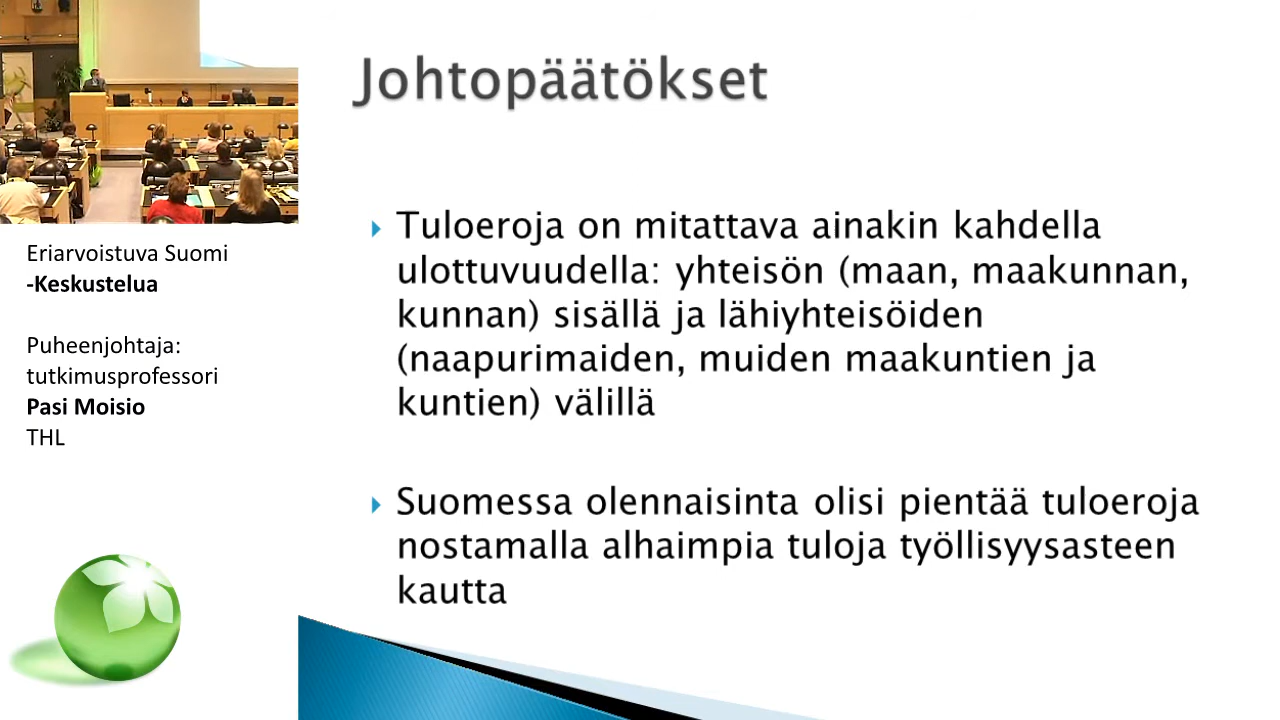 Johtopäätökset
Tuloeroja on mitattava ainakin kahdella
ulottuvuudella: yhteisön (maan, maakunnan,
kunnan) sisällä ja lähiyhteisöiden
(naapurimaiden, muiden maakuntien ja
kuntien) välillä
Suomessa olennaisinta olisi pientää tuloeroja
nostamalla alhaimpia tuloja työllisyysasteen
kautta
Eriarvoistuva Suomi
-Keskustelua
Puheenjohtaja:
tutkimusprofessori
Pasi Moisio
THL